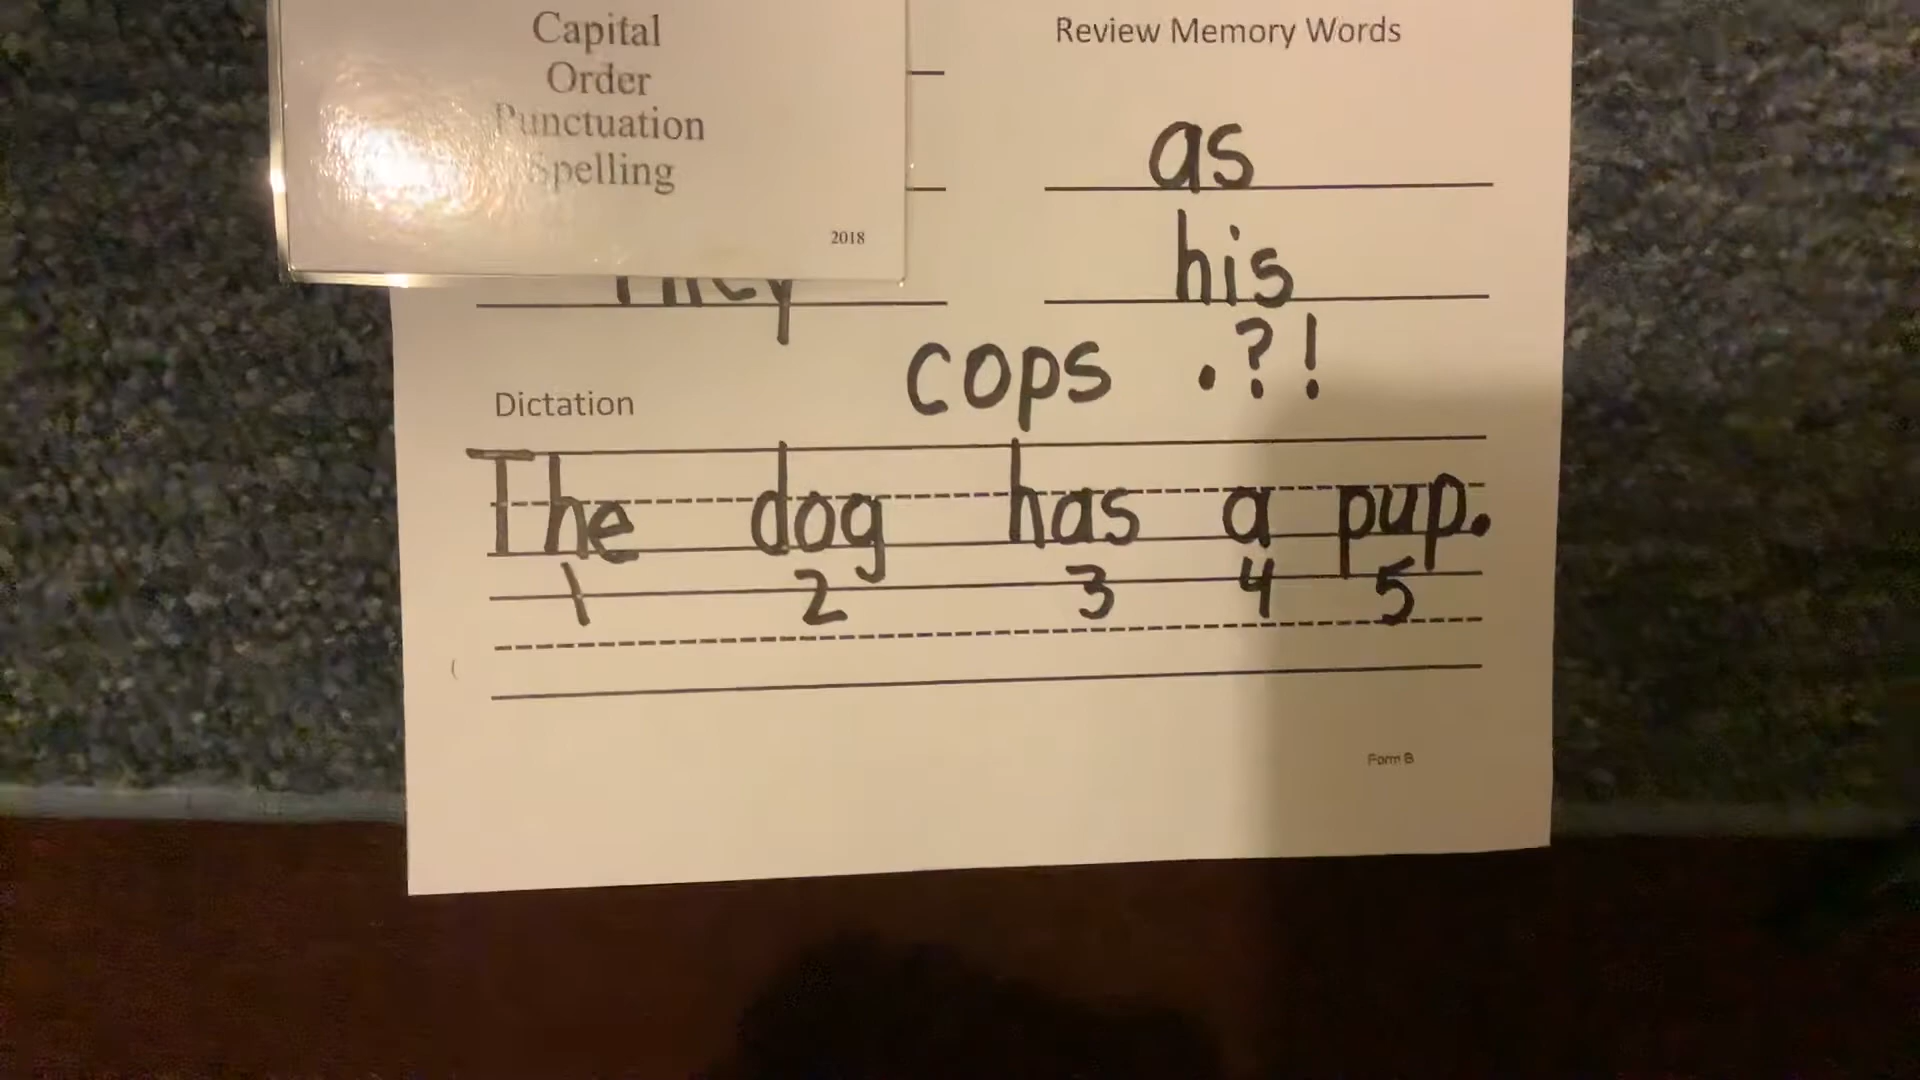 Capital
Order
Punctuation
Spelling
2018
Review Memory Words
as
his
they
cops .?!
Dictation
The dog has a pup.
1 2 3 4 5
Form B